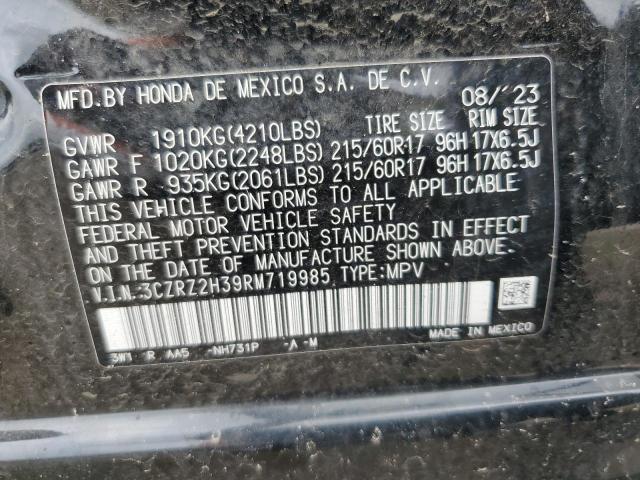 MFD.BY HONDA DE MEXICO S.A. DE C.V. 08/'23
GVWR 1910KG(4210LBS) TIRE SIZE RIM SIZE
GAWR F 1020KG(2248LBS) 215/60R17 96H 17X6.5J
GAWR R 935KG(2061LBS) 215/60R17 96H 17X6.5J
THIS VEHICLE CONFORMS TO ALL APPLICABLE
FEDERAL MOTOR VEHICLE SAFETY
AND THEFT PREVENTION STANDARDS IN EFFECT
ON THE DATE OF MANUFACTURE SHOWN ABOVE.
V.I.N.:3CZRZ2H39RM719985 TYPE:MPV
3W1 R AA5 -NH731P -A -M MADE IN MEXICO